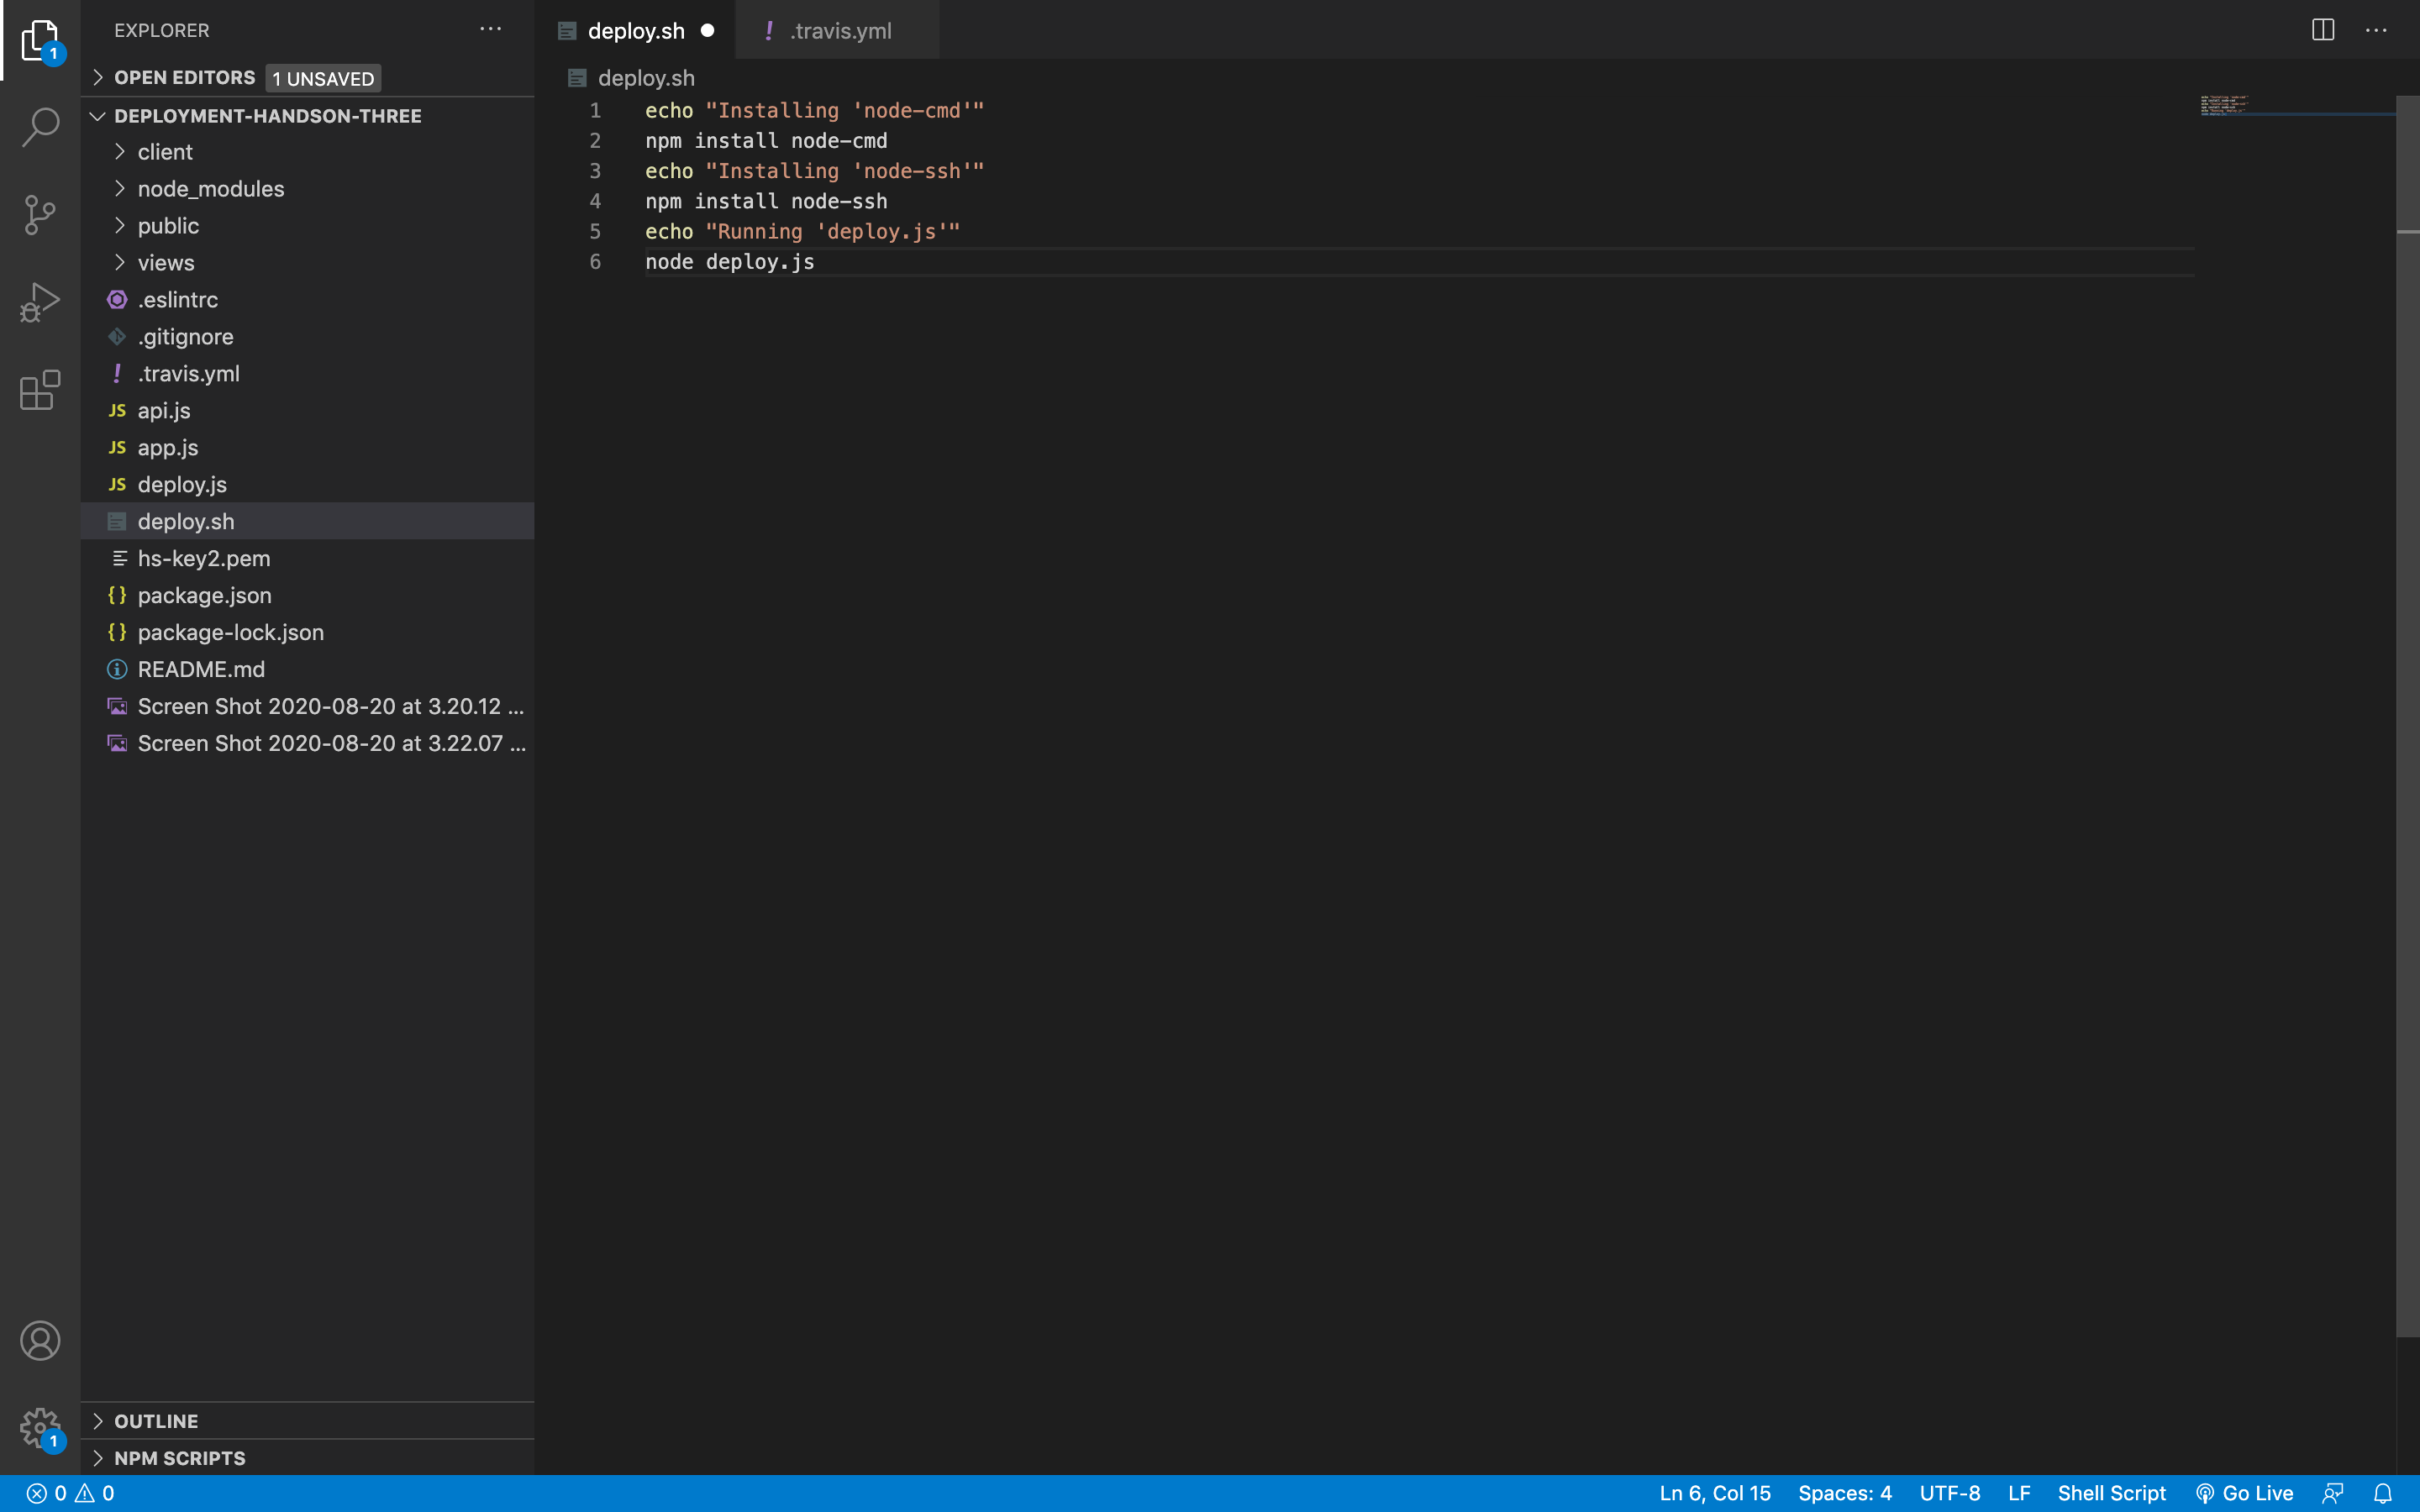 1
EXPLORER
OPEN EDITORS 1 UNSAVED
DEPLOYMENT-HANDSON-THREE
client
node_modules
public
views
.eslintrc
.gitignore
! .travis.yml
JS api.js
JS app.js
JS deploy.js
deploy.sh
hs-key2.pem
{} package.json
{} package-lock.json
README.md
Screen Shot 2020-08-20 at 3.20.12 ...
Screen Shot 2020-08-20 at 3.22.07 ...
OUTLINE
NPM SCRIPTS
1
deploy.sh
! .travis.yml
deploy.sh
1 echo "Installing 'node-cmd'"
2 npm install node-cmd
3 echo "Installing 'node-ssh'"
4 npm install node-ssh
5 echo "Running 'deploy.js'"
6 node deploy.js
0 0
Ln 6, Col 15 Spaces: 4 UTF-8 LF Shell Script Go Live